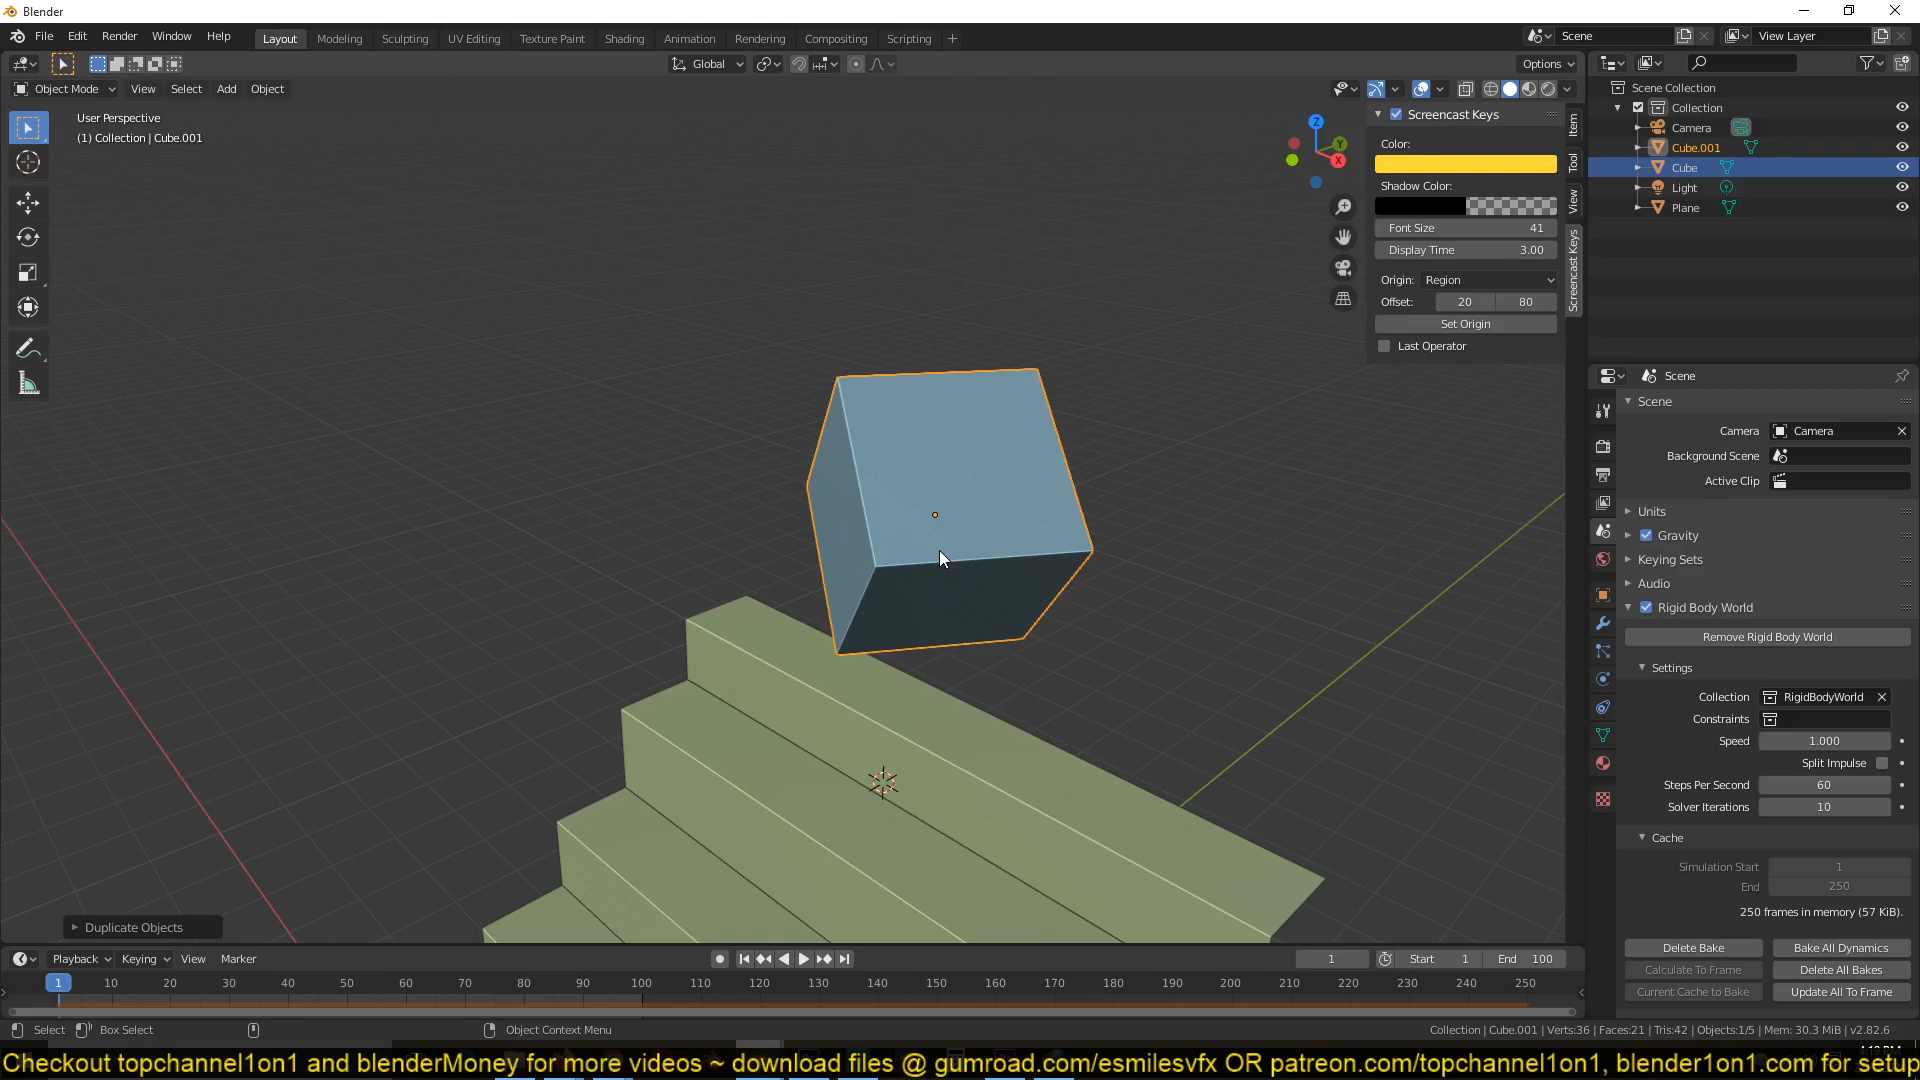 Blender
File Edit Render Window Help
Layout Modeling Sculpting UV Editing Texture Paint Shading Animation Rendering Compositing Scripting +
Scene
View Layer
Global
Options
Object Mode View Select Add Object
User Perspective
(1) Collection | Cube.001
Z
Y
X
Screencast Keys
Color:
Shadow Color:
Font Size 41
Display Time 3.00
Origin: Region
Offset: 20 80
Set Origin
Last Operator
Item
Tool
View
Screencast Keys
Scene Collection
Collection
Camera
Cube.001
Cube
Light
Plane
Scene
Scene
Camera Camera
Background Scene
Active Clip
Units
Gravity
Keying Sets
Audio
Rigid Body World
Remove Rigid Body World
Settings
Collection RigidBodyWorld
Constraints
Speed 1.000
Split Impulse
Steps Per Second 60
Solver Iterations 10
Cache
Simulation Start 1
End 250
250 frames in memory (57 KiB).
Delete Bake Bake All Dynamics
Calculate To Frame Delete All Bakes
Current Cache to Bake Update All To Frame
Duplicate Objects
Playback Keying View Marker
1 Start 1 End 100
1 10 20 30 40 50 60 70 80 90 100 110 120 130 140 150 160 170 180 190 200 210 220 230 240 250
Select Box Select Object Context Menu
Collection | Cube.001 | Verts:36 | Faces:21 | Tris:42 | Objects:1/5 | Mem: 30.3 MiB | v2.82.6
Checkout topchannel1on1 and blenderMoney for more videos ~ download files @ gumroad.com/esmilesvfx OR patreon.com/topchannel1on1, blender1on1.com for setup